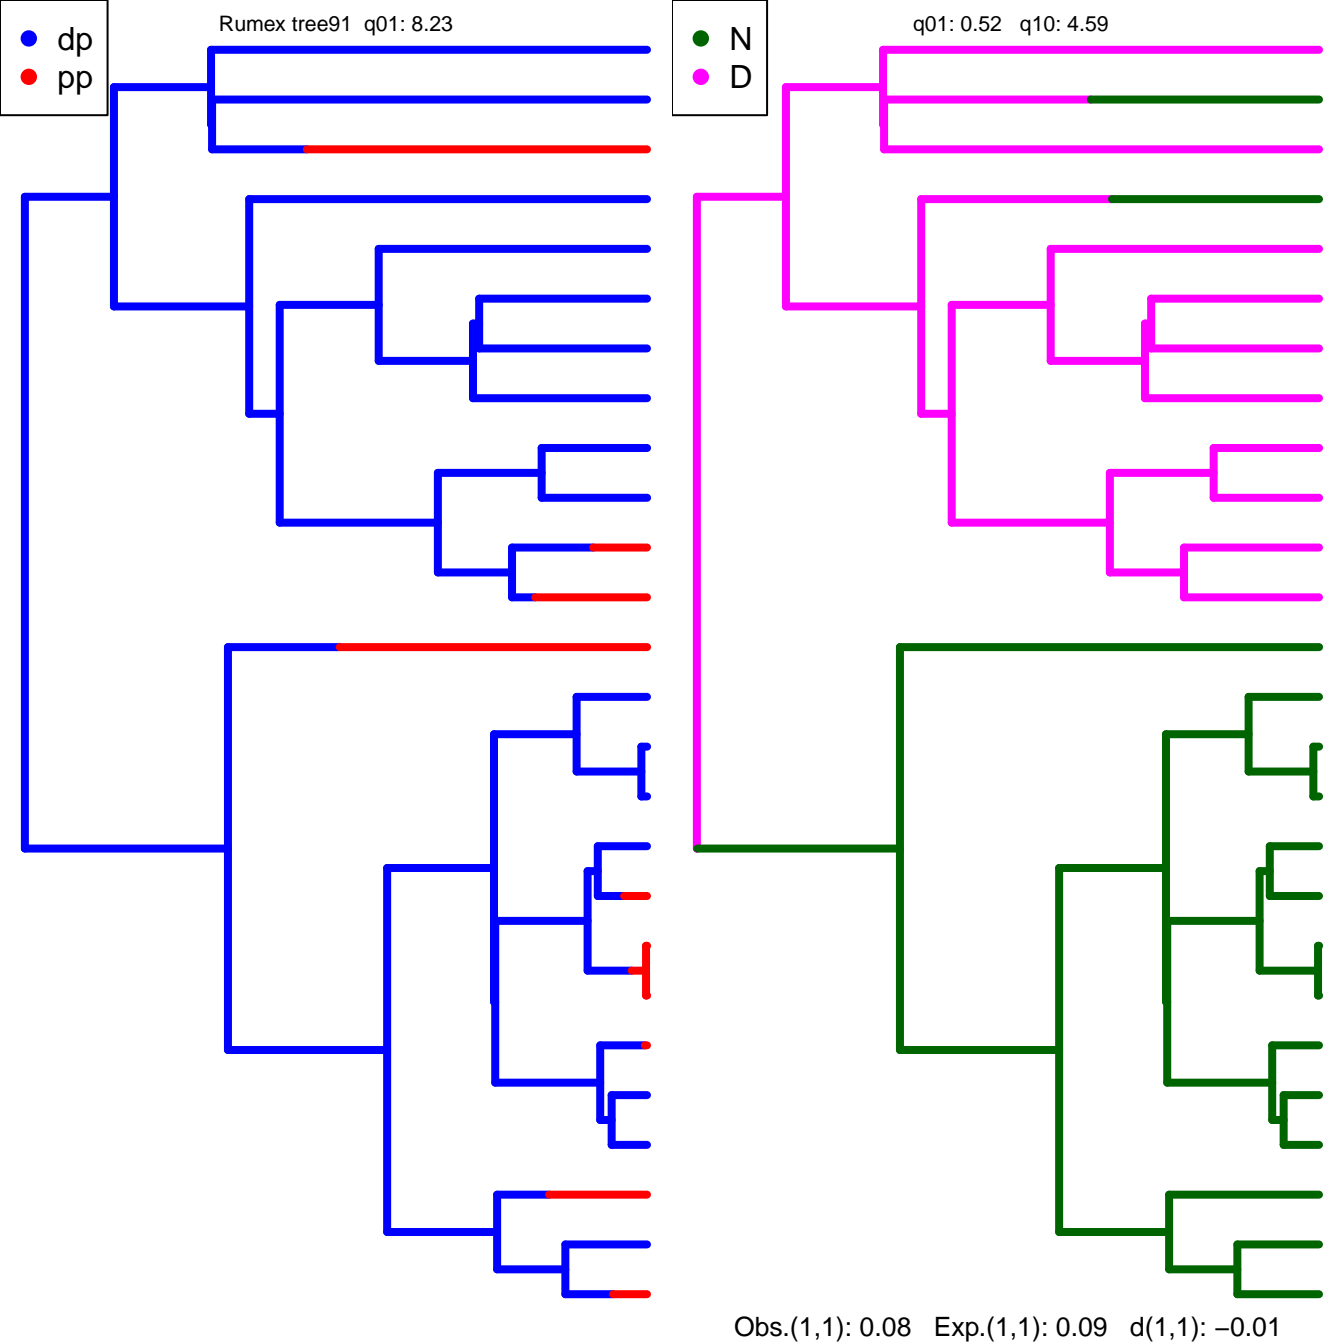 Rumex tree91  q01: 8.23
q01: 0.52   q10: 4.59
dp
pp
N
D
Obs.(1,1): 0.08   Exp.(1,1): 0.09   d(1,1): −0.01